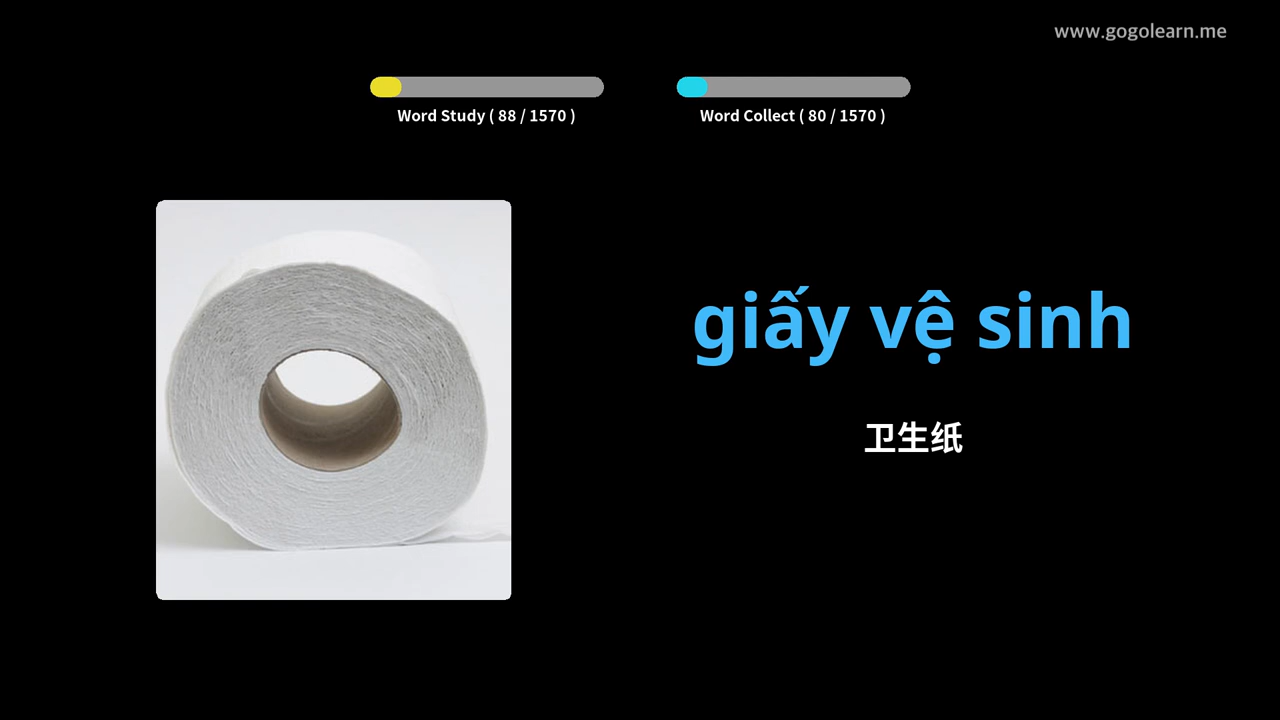 www.gogolearn.me
Word Study ( 88 / 1570 )
Word Collect ( 80 / 1570 )
giấy vệ sinh
卫生纸